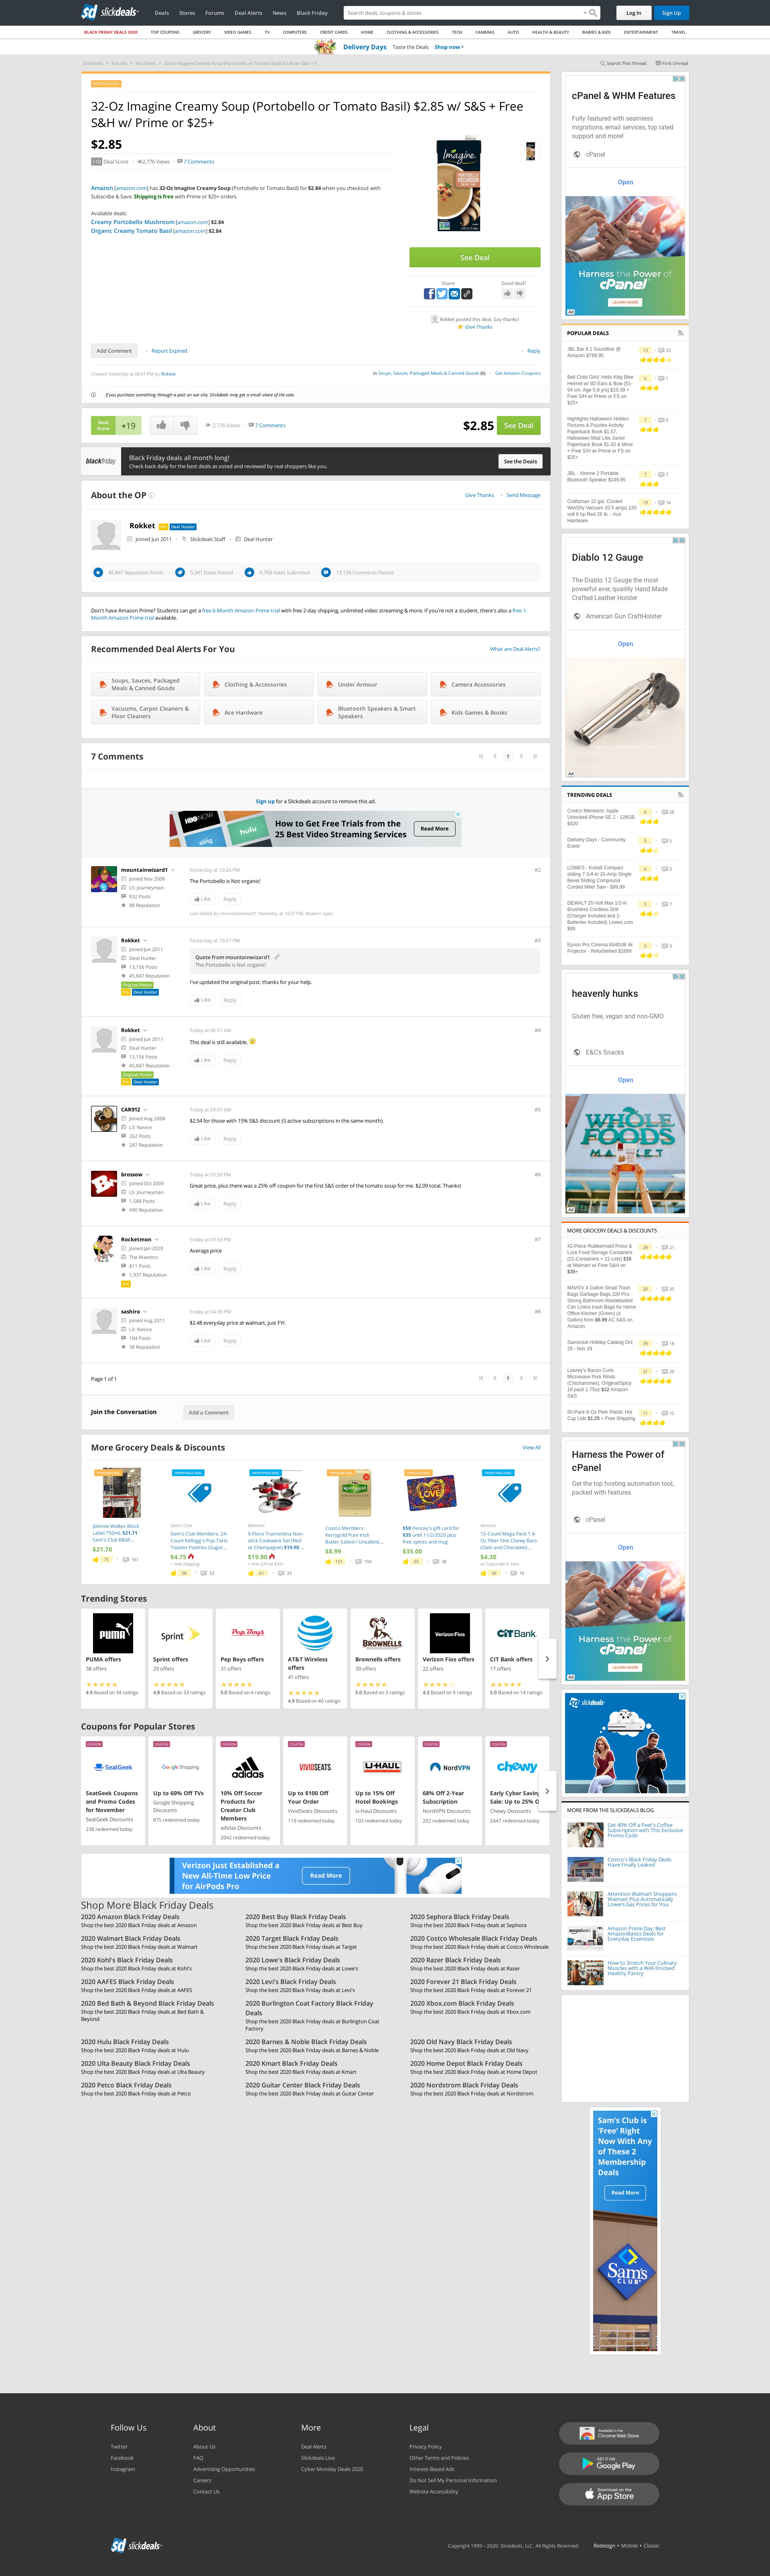 slickdeals
Deals Stores Forums Deal Alerts News Black Friday
Search deals, coupons & stores
Log In
Sign Up
BLACK FRIDAY DEALS 2020 TOP COUPONS GROCERY VIDEO GAMES TV COMPUTERS CREDIT CARDS HOME CLOTHING & ACCESSORIES TECH CAMERAS AUTO HEALTH & BEAUTY BABIES & KIDS ENTERTAINMENT TRAVEL
Delivery Days Taste the Deals Shop now
Slickdeals > Forums > Hot Deals > 32-Oz Imagine Creamy Soup (Portobello or Tomato Basil) $2.85 w/ S&S + F...
Search This Thread First Unread
32-Oz Imagine Creamy Soup (Portobello or Tomato Basil) $2.85 w/ S&S + Free
S&H w/ Prime or $25+
$2.85
+19 Deal Score 2,776 Views 7 Comments
Amazon [amazon.com] has 32-Oz Imagine Creamy Soup (Portobello or Tomato Basil) for $2.84 when you checkout with
Subscribe & Save. Shipping is free with Prime or $25+ orders.
Available deals:
Creamy Portobello Mushroom [amazon.com] $2.84
Organic Creamy Tomato Basil [amazon.com] $2.84
Imagine
See Deal
Share Good deal?
Rokket posted this deal. Say thanks!
Give Thanks
Add Comment Report Expired
Reply
Created Yesterday at 08:07 PM by Rokket
in Soups, Sauces, Packaged Meals & Canned Goods (6) Get Amazon Coupons
If you purchase something through a post on our site, Slickdeals may get a small share of the sale.
Deal Score +19
2,776 Views 7 Comments
$2.85 See Deal
blackfriday
Black Friday deals all month long!
Check back daily for the best deals as voted and reviewed by real shoppers like you.
See the Deals
About the OP
Give Thanks Send Message
Rokket Pro Deal Hunter
Joined Jun 2011 Slickdeals Staff Deal Hunter
45,847 Reputation Points 5,341 Deals Posted 6,769 Votes Submitted 13,156 Comments Posted
Don't have Amazon Prime? Students can get a free 6-Month Amazon Prime trial with free 2-day shipping, unlimited video streaming & more. If you're not a student, there's also a free 1-
Month Amazon Prime trial available.
Recommended Deal Alerts For You
What are Deal Alerts?
Soups, Sauces, Packaged Meals & Canned Goods
Clothing & Accessories
Under Armour
Camera Accessories
Vacuums, Carpet Cleaners & Floor Cleaners
Ace Hardware
Bluetooth Speakers & Smart Speakers
Kids Games & Books
7 Comments
1
Sign up for a Slickdeals account to remove this ad.
HBO NOW
hulu
How to Get Free Trials from the
25 Best Video Streaming Services
Read More
mountainwizard1
Joined Nov 2006
L5: Journeyman
832 Posts
88 Reputation
Yesterday at 10:24 PM #2
The Portobello is Not organic!
Like Reply
Last edited by mountainwizard1 Yesterday at 10:27 PM. Reason: typo
Rokket
Joined Jun 2011
Deal Hunter
13,156 Posts
45,847 Reputation
Original Poster
Pro Deal Hunter
Yesterday at 10:57 PM #3
Quote from mountainwizard1
The Portobello is Not organic!
I've updated the original post, thanks for your help.
Like Reply
Rokket
Joined Jun 2011
Deal Hunter
13,156 Posts
45,847 Reputation
Original Poster
Pro Deal Hunter
Today at 06:51 AM #4
This deal is still available.
Like Reply
CAR912
Joined Aug 2008
L3: Novice
262 Posts
287 Reputation
Today at 03:07 AM #5
$2.54 for those with 15% S&S discount (5 active subscriptions in the same month).
Like Reply
brossow
Joined Oct 2009
L5: Journeyman
1,588 Posts
490 Reputation
Today at 03:50 PM #6
Great price, plus there was a 25% off coupon for the first S&S order of the tomato soup for me. $2.09 total. Thanks!
Like Reply
Rocketmon
Joined Jan 2020
The Maestro
811 Posts
1,937 Reputation
Pro
Today at 03:59 PM #7
Average price
Like Reply
sashiro
Joined Aug 2011
L3: Novice
104 Posts
38 Reputation
Today at 04:38 PM #8
$2.48 everyday price at walmart, just FYI.
Like Reply
Page 1 of 1
1
Join the Conversation Add a Comment
More Grocery Deals & Discounts
View All
Johnnie Walker Black Label 750mL $21.71 Sam's Club B&M...
$21.70
75 161
Sam's Club
Sam's Club Members: 24-Count Kellogg's Pop-Tarts Toaster Pastries (Sugar...
$4.75
+ Free Shipping
58 53
Walmart
9-Piece Tramontina Non-stick Cookware Set (Red or Champagne) $19.90 ...
$19.90
+ Free S/H on $35+
61 33
Costco Members : Kerrygold Pure Irish Butter Salted / Unsalted,...
$8.99
131 150
$50 Penzey's gift card for $35 until 11/2/2020 plus free spices and mug
$35.00
65 38
Amazon
15-Count Mega Pack 1.4-Oz Fiber One Chewy Bars (Oats and Chocolate)...
$4.30
w/ Subscribe & Save
56 16
Trending Stores
PUMA offers
38 offers
4.9 Based on 34 ratings
Sprint offers
29 offers
4.8 Based on 33 ratings
Pep Boys offers
31 offers
5.0 Based on 4 ratings
AT&T Wireless offers
41 offers
4.9 Based on 40 ratings
Brownells offers
39 offers
5.0 Based on 3 ratings
Verizon Fios offers
22 offers
4.3 Based on 9 ratings
CIT Bank offers
17 offers
5.0 Based on 14 ratings
Coupons for Popular Stores
SeatGeek Coupons and Promo Codes for November
SeatGeek Discounts
238 redeemed today
Up to 60% Off TVs
Google Shopping Discounts
875 redeemed today
10% Off Soccer Products for Creator Club Members
adidas Discounts
2042 redeemed today
Up to $100 Off Your Order
VividSeats Discounts
119 redeemed today
Up to 15% Off Hotel Bookings
U-Haul Discounts
103 redeemed today
68% Off 2-Year Subscription
NordVPN Discounts
202 redeemed today
Early Cyber Saving Sale: Up to 25% O
Chewy Discounts
2447 redeemed today
Verizon Just Established a
New All-Time Low Price
for AirPods Pro
Read More
Shop More Black Friday Deals
2020 Amazon Black Friday Deals
Shop the best 2020 Black Friday deals at Amazon
2020 Best Buy Black Friday Deals
Shop the best 2020 Black Friday deals at Best Buy
2020 Sephora Black Friday Deals
Shop the best 2020 Black Friday deals at Sephora
2020 Walmart Black Friday Deals
Shop the best 2020 Black Friday deals at Walmart
2020 Target Black Friday Deals
Shop the best 2020 Black Friday deals at Target
2020 Costco Wholesale Black Friday Deals
Shop the best 2020 Black Friday deals at Costco Wholesale
2020 Kohl's Black Friday Deals
Shop the best 2020 Black Friday deals at Kohl's
2020 Lowe's Black Friday Deals
Shop the best 2020 Black Friday deals at Lowe's
2020 Razer Black Friday Deals
Shop the best 2020 Black Friday deals at Razer
2020 AAFES Black Friday Deals
Shop the best 2020 Black Friday deals at AAFES
2020 Levi's Black Friday Deals
Shop the best 2020 Black Friday deals at Levi's
2020 Forever 21 Black Friday Deals
Shop the best 2020 Black Friday deals at Forever 21
2020 Bed Bath & Beyond Black Friday Deals
Shop the best 2020 Black Friday deals at Bed Bath & Beyond
2020 Burlington Coat Factory Black Friday Deals
Shop the best 2020 Black Friday deals at Burlington Coat Factory
2020 Xbox.com Black Friday Deals
Shop the best 2020 Black Friday deals at Xbox.com
2020 Hulu Black Friday Deals
Shop the best 2020 Black Friday deals at Hulu
2020 Barnes & Noble Black Friday Deals
Shop the best 2020 Black Friday deals at Barnes & Noble
2020 Old Navy Black Friday Deals
Shop the best 2020 Black Friday deals at Old Navy
2020 Ulta Beauty Black Friday Deals
Shop the best 2020 Black Friday deals at Ulta Beauty
2020 Kmart Black Friday Deals
Shop the best 2020 Black Friday deals at Kmart
2020 Home Depot Black Friday Deals
Shop the best 2020 Black Friday deals at Home Depot
2020 Petco Black Friday Deals
Shop the best 2020 Black Friday deals at Petco
2020 Guitar Center Black Friday Deals
Shop the best 2020 Black Friday deals at Guitar Center
2020 Nordstrom Black Friday Deals
Shop the best 2020 Black Friday deals at Nordstrom
cPanel & WHM Features
Fully featured with seamless
migrations, email services, top rated
support and more!
cPanel
Open
Harness the Power of
cPanel
LEARN MORE
Ad
POPULAR DEALS
JBL Bar 9.1 Soundbar @ Amazon $799.95
13 23
Bell Child Girls' Hello Kitty Bike Helmet w/ 3D Ears & Bow (51-54 cm, Age 5-8 yrs) $10.39 + Free S/H w/ Prime or FS on $25+
6 1
Highlights Halloween Hidden Pictures & Puzzles Activity Paperback Book $1.57, Halloween Mad Libs Junior Paperback Book $1.42 & More + Free S/H w/ Prime or FS on $25+
7 0
JBL - Xtreme 2 Portable Bluetooth Speaker $149.95
7
Craftsman 12 gal. Corded Wet/Dry Vacuum 10.5 amps 120 volt 6 hp Red 26 lb. - Ace Hardware
19 14
Diablo 12 Gauge
The Diablo 12 Gauge the most
powerful ever, quaility Hand Made
Crafted Leather Holster
American Gun CraftHolster
Open
Ad
TRENDING DEALS
Costco Members: Apple Unlocked iPhone SE 2 - 128GB $420
6 28
Delivery Days - Community Event
5 5
LOWES - Kobalt Compact sliding 7-1/4-in 10-Amp Single Bevel Sliding Compound Corded Miter Saw - $99.99
6 5
DEWALT 20-Volt Max 1/2-in Brushless Cordless Drill (Charger Included and 2-Batteries Included) Lowes.com $99
5 7
Epson Pro Cinema 6040UB 4k Projector - Refurbished $1699
5 3
heavenly hunks
Gluten free, vegan and non-GMO
E&C's Snacks
Open
WHOLE
FOODS
Ad
MORE GROCERY DEALS & DISCOUNTS
42-Piece Rubbermaid Press & Lock Food Storage Containers (21-Containers + 21-Lids) $18 at Walmart w/ Free S&H on $35+
28 21
MAVGV 4 Gallon Small Trash Bags Garbage Bags,100 Pcs Strong Bathroom Wastebasket Can Liners trash Bags for Home Office Kitchen (Green) (4 Gallon) from $6.99 AC S&S on Amazon
20 30
Samsclub Holiday Catalog Oct 26 - Nov 29
39 18
Lowrey's Bacon Curls Microwave Pork Rinds (Chicharrones), Original/Spicy 18 pack 1.75oz $12 Amazon S&S
31 29
50-Pack 8-Oz Perk Plastic Hot Cup Lids $1.25 + Free Shipping
11 12
Harness the Power of
cPanel
Get the top hosting automation tool,
packed with features.
cPanel
Open
Harness the Power of
cPanel
LEARN MORE
Ad
slickdeals
MORE FROM THE SLICKDEALS BLOG
Get 40% Off a Peet's Coffee Subscription with This Exclusive Promo Code
Costco's Black Friday Deals Have Finally Leaked
Attention Walmart Shoppers: Walmart Plus Automatically Lowers Gas Prices for You
Amazon Prime Day: Best AmazonBasics Deals for Everyday Essentials
How to Stretch Your Culinary Muscles with a Well-Stocked Healthy Pantry
Sam's Club is
'Free' Right
Now With Any
of These 2
Membership
Deals
Read More
Sam's
CLUB
Follow Us
Twitter
Facebook
Instagram
About
About Us
FAQ
Advertising Opportunities
Careers
Contact Us
More
Deal Alerts
Slickdeals Live
Cyber Monday Deals 2020
Legal
Privacy Policy
Other Terms and Policies
Interest-Based Ads
Do Not Sell My Personal Information
Website Accessibility
Available in the
Chrome Web Store
GET IT ON
Google Play
Download on the
App Store
slickdeals
Copyright 1999 - 2020. Slickdeals, LLC. All Rights Reserved. Redesign • Mobile • Classic